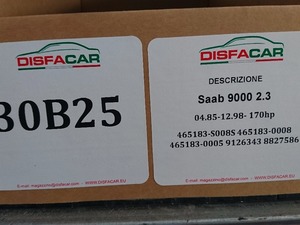 DISFACAR
30B25
E-mail: magazzino@disfacar.com
WWW.DISFACAR.EU
DISFACAR
DESCRIZIONE
Saab 9000 2.3
04.85-12.98- 170hp
465183-5008S 465183-0008
465183-0005 9126343 8827586
E-mail: magazzino@disfacar.com
WWW.DISFACAR.EU